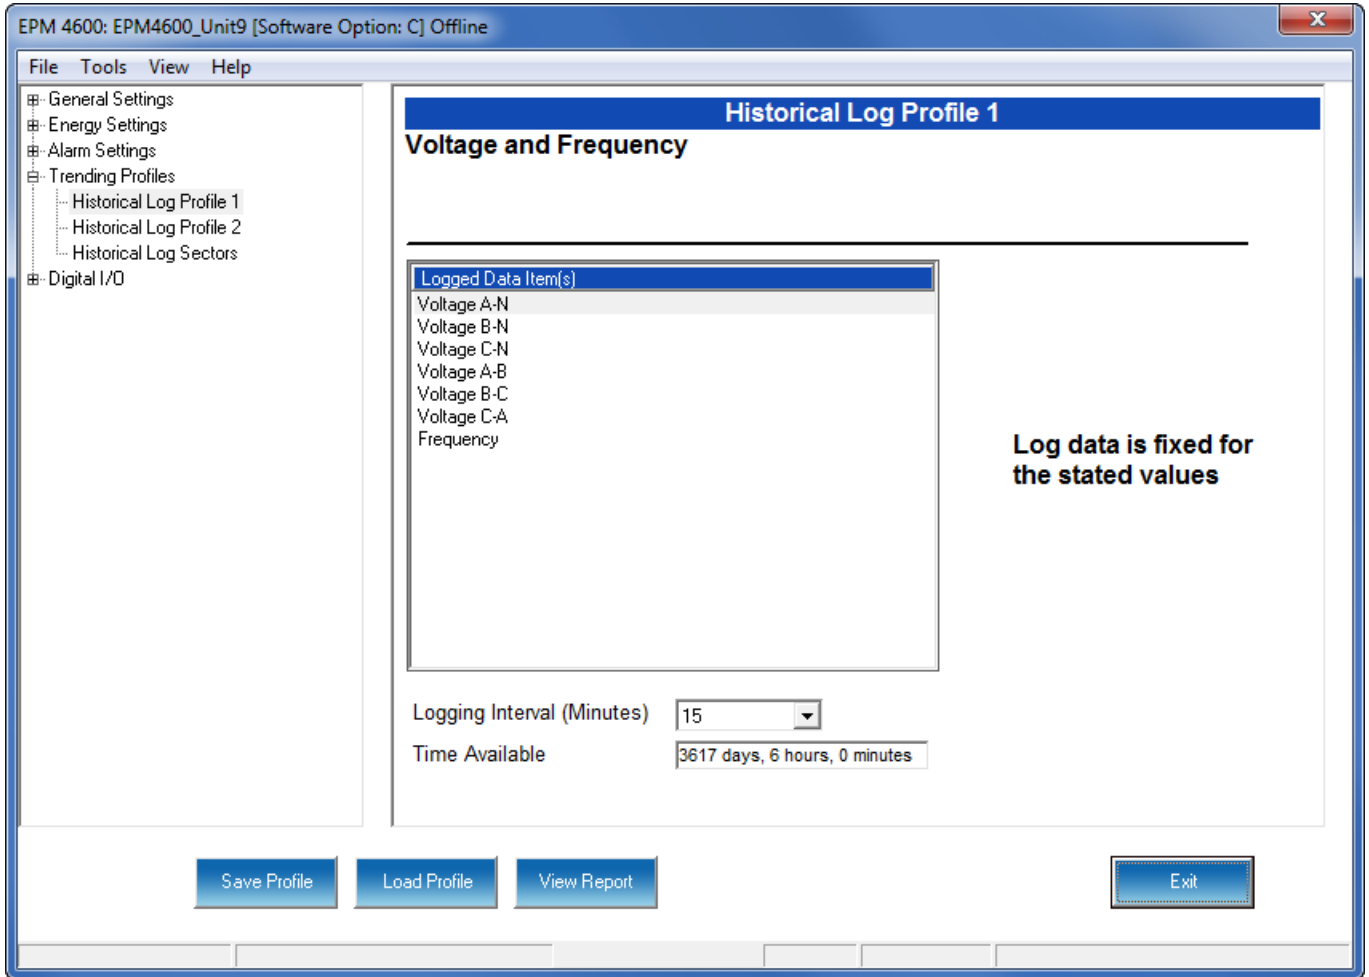 EPM 4600: EPM4600_Unit9 [Software Option: C] Offline
X
File Tools View Help
General Settings
Energy Settings
Alarm Settings
Trending Profiles
Historical Log Profile 1
Historical Log Profile 2
Historical Log Sectors
Digital I/O
Historical Log Profile 1
Voltage and Frequency
Logged Data Item(s)
Voltage A-N
Voltage B-N
Voltage C-N
Voltage A-B
Voltage B-C
Voltage C-A
Frequency
Log data is fixed for
the stated values
Logging Interval (Minutes) 15
Time Available 3617 days, 6 hours, 0 minutes
Save Profile Load Profile View Report Exit